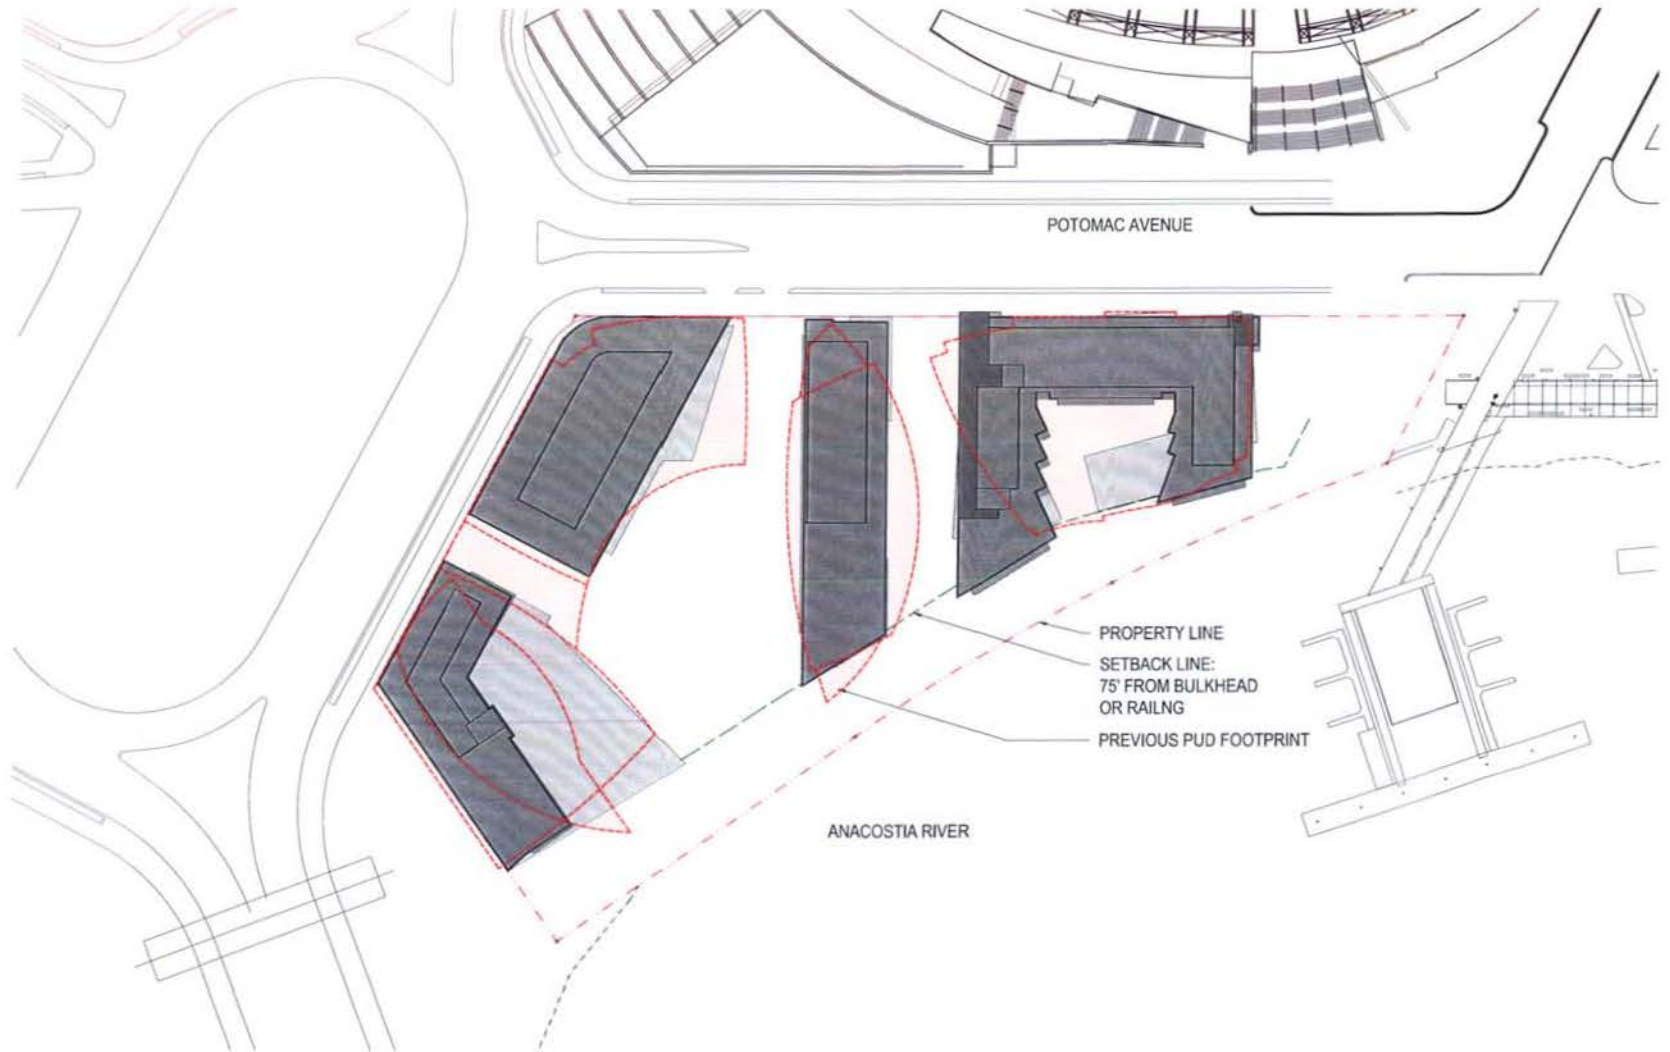 POTOMAC AVENUE
PROPERTY LINE
SETBACK LINE:
75' FROM BULKHEAD
OR RAILNG
PREVIOUS PUD FOOTPRINT
ANACOSTIA RIVER